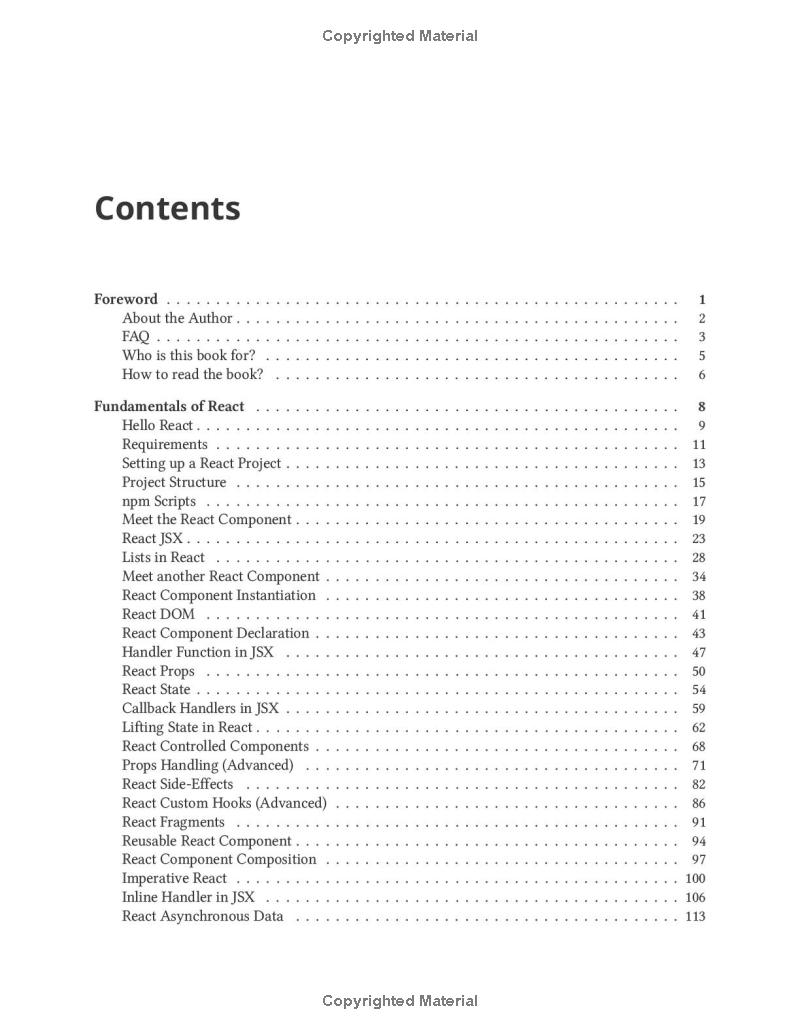 Copyrighted Material
Contents
Foreword . . . . . . . . . . . . . . . . . . . . . . . . . . . . . . . . . . . . . . . . . . . . . . . . . . . . 1
About the Author . . . . . . . . . . . . . . . . . . . . . . . . . . . . . . . . . . . . . . . . . . . . . 2
FAQ . . . . . . . . . . . . . . . . . . . . . . . . . . . . . . . . . . . . . . . . . . . . . . . . . . . . . 3
Who is this book for? . . . . . . . . . . . . . . . . . . . . . . . . . . . . . . . . . . . . . . . . . . 5
How to read the book? . . . . . . . . . . . . . . . . . . . . . . . . . . . . . . . . . . . . . . . . . 6
Fundamentals of React . . . . . . . . . . . . . . . . . . . . . . . . . . . . . . . . . . . . . . . . . . . 8
Hello React . . . . . . . . . . . . . . . . . . . . . . . . . . . . . . . . . . . . . . . . . . . . . . . . . 9
Requirements . . . . . . . . . . . . . . . . . . . . . . . . . . . . . . . . . . . . . . . . . . . . . . . 11
Setting up a React Project . . . . . . . . . . . . . . . . . . . . . . . . . . . . . . . . . . . . . . . . 13
Project Structure . . . . . . . . . . . . . . . . . . . . . . . . . . . . . . . . . . . . . . . . . . . . . 15
npm Scripts . . . . . . . . . . . . . . . . . . . . . . . . . . . . . . . . . . . . . . . . . . . . . . . . 17
Meet the React Component . . . . . . . . . . . . . . . . . . . . . . . . . . . . . . . . . . . . . . . 19
React JSX . . . . . . . . . . . . . . . . . . . . . . . . . . . . . . . . . . . . . . . . . . . . . . . . . . 23
Lists in React . . . . . . . . . . . . . . . . . . . . . . . . . . . . . . . . . . . . . . . . . . . . . . . 28
Meet another React Component . . . . . . . . . . . . . . . . . . . . . . . . . . . . . . . . . . . . 34
React Component Instantiation . . . . . . . . . . . . . . . . . . . . . . . . . . . . . . . . . . . . 38
React DOM . . . . . . . . . . . . . . . . . . . . . . . . . . . . . . . . . . . . . . . . . . . . . . . . 41
React Component Declaration . . . . . . . . . . . . . . . . . . . . . . . . . . . . . . . . . . . . . 43
Handler Function in JSX . . . . . . . . . . . . . . . . . . . . . . . . . . . . . . . . . . . . . . . . 47
React Props . . . . . . . . . . . . . . . . . . . . . . . . . . . . . . . . . . . . . . . . . . . . . . . . 50
React State . . . . . . . . . . . . . . . . . . . . . . . . . . . . . . . . . . . . . . . . . . . . . . . . . 54
Callback Handlers in JSX . . . . . . . . . . . . . . . . . . . . . . . . . . . . . . . . . . . . . . . . 59
Lifting State in React . . . . . . . . . . . . . . . . . . . . . . . . . . . . . . . . . . . . . . . . . . . 62
React Controlled Components . . . . . . . . . . . . . . . . . . . . . . . . . . . . . . . . . . . . . 68
Props Handling (Advanced) . . . . . . . . . . . . . . . . . . . . . . . . . . . . . . . . . . . . . . 71
React Side-Effects . . . . . . . . . . . . . . . . . . . . . . . . . . . . . . . . . . . . . . . . . . . . 82
React Custom Hooks (Advanced) . . . . . . . . . . . . . . . . . . . . . . . . . . . . . . . . . . . 86
React Fragments . . . . . . . . . . . . . . . . . . . . . . . . . . . . . . . . . . . . . . . . . . . . . 91
Reusable React Component . . . . . . . . . . . . . . . . . . . . . . . . . . . . . . . . . . . . . . . 94
React Component Composition . . . . . . . . . . . . . . . . . . . . . . . . . . . . . . . . . . . . 97
Imperative React . . . . . . . . . . . . . . . . . . . . . . . . . . . . . . . . . . . . . . . . . . . . . 100
Inline Handler in JSX . . . . . . . . . . . . . . . . . . . . . . . . . . . . . . . . . . . . . . . . . . 106
React Asynchronous Data . . . . . . . . . . . . . . . . . . . . . . . . . . . . . . . . . . . . . . . 113
Copyrighted Material